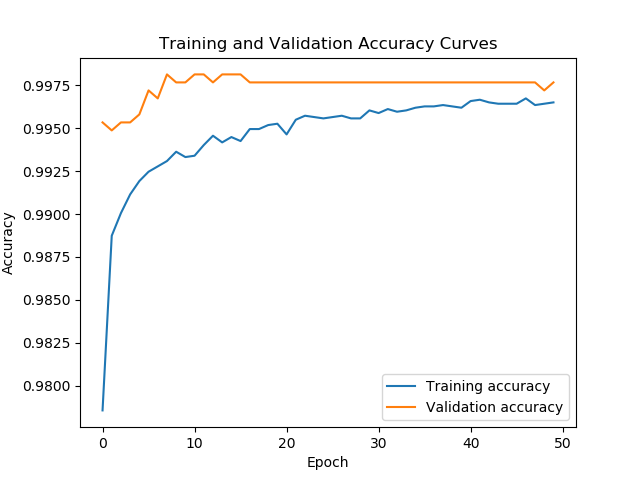 Training and Validation Accuracy Curves
0.9975
0.9950
0.9925
0.9900
0.9875
0.9850
0.9825
0.9800
Accuracy
0 10 20 30 40 50
Epoch
Training accuracy
Validation accuracy